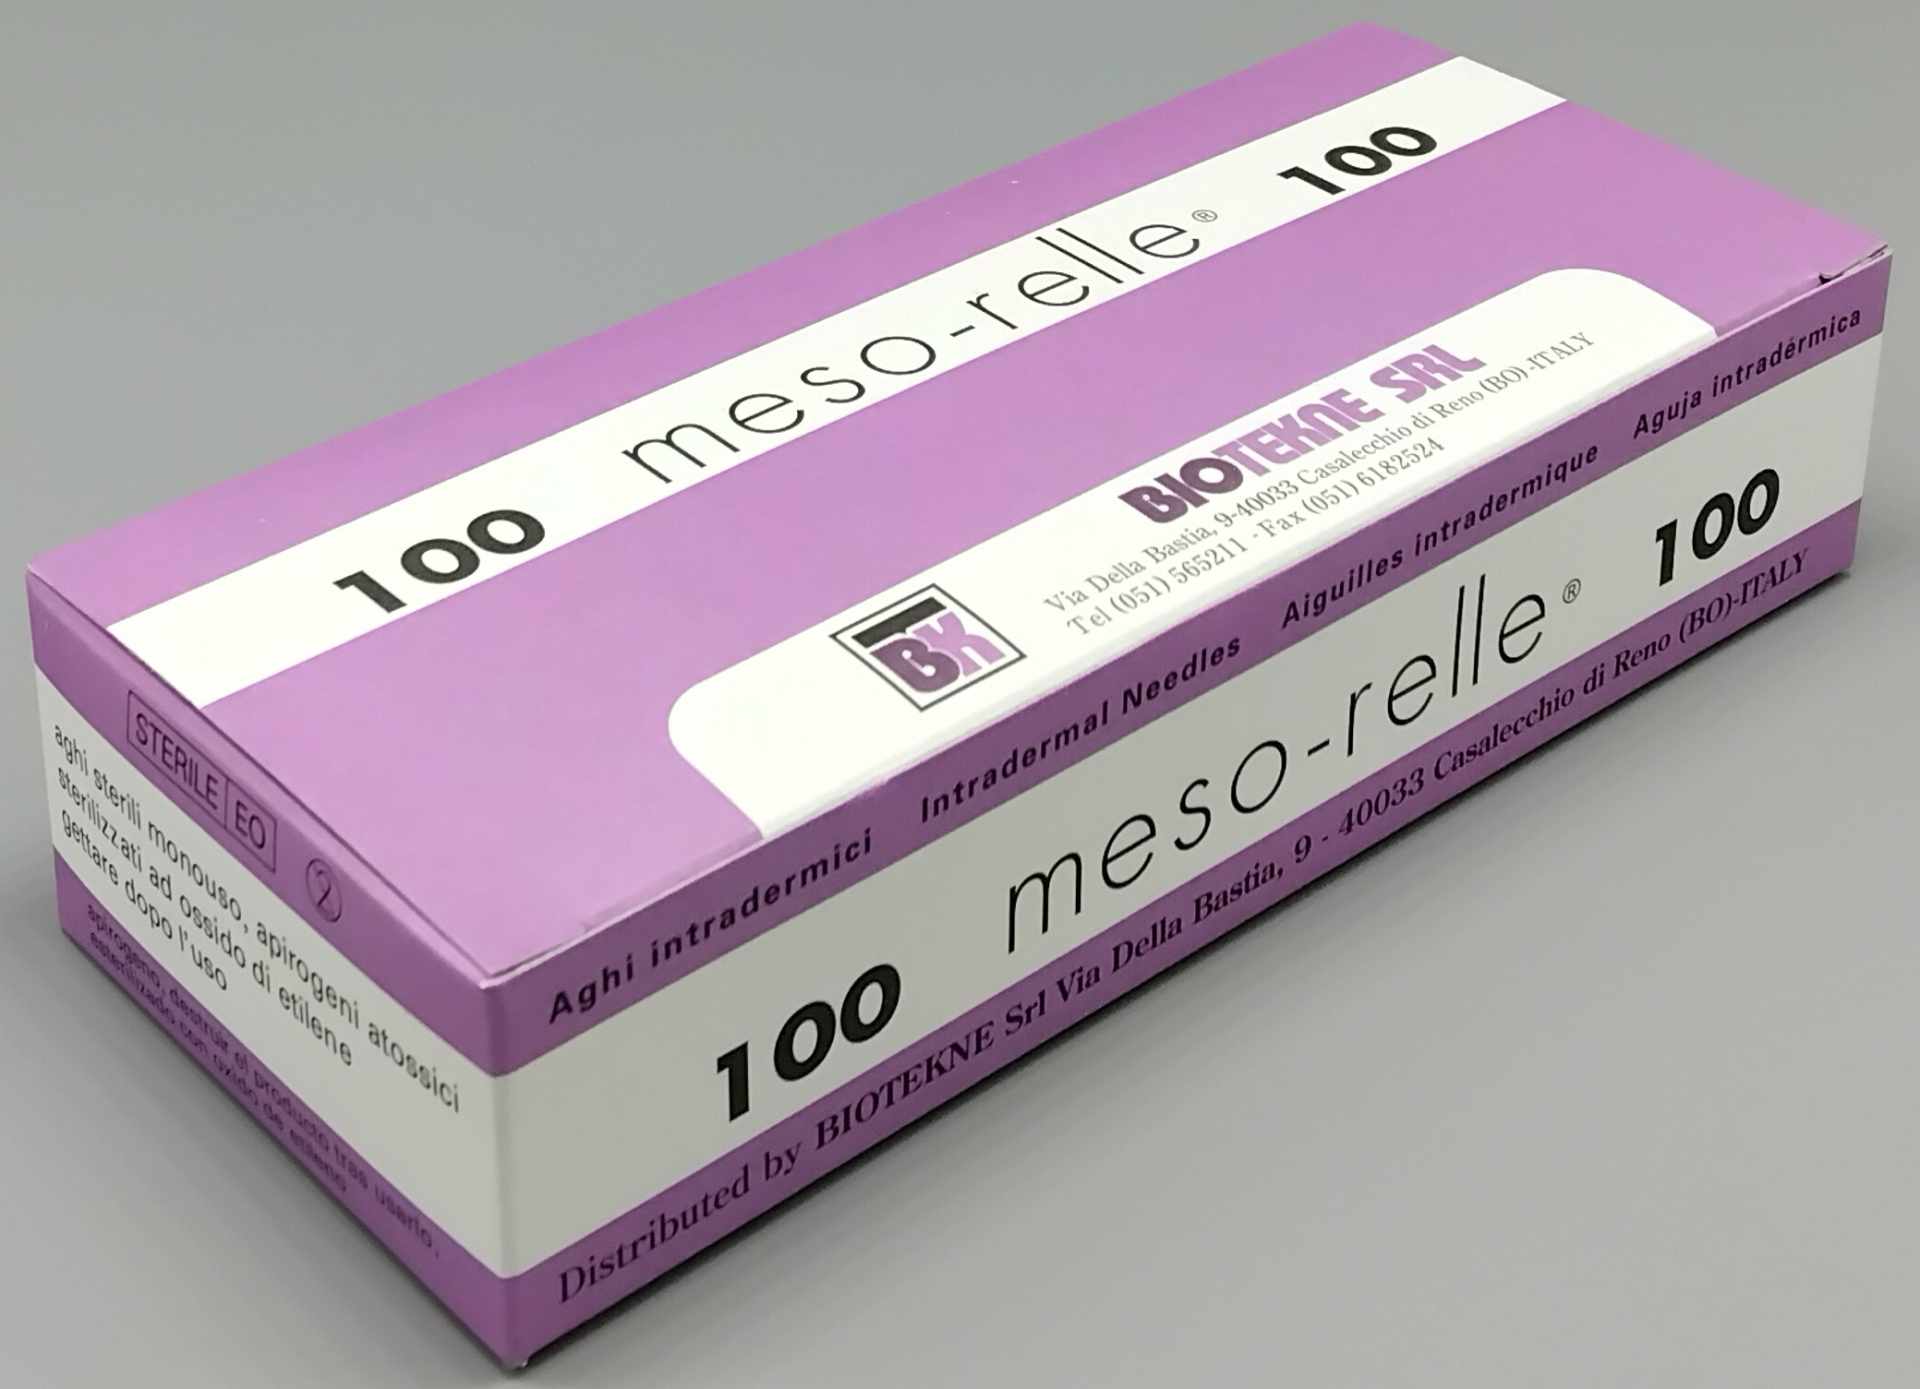 100 meso-relle® 100
BK
BIOTEKNE SRL
Via Della Bastia, 9-40033 Casalecchio di Reno (BO)-ITALY
Tel (051) 565211 - Fax (051) 6182524
Aghi intradermici Intradermal Needles Aiguilles intradermique Aguja intradérmica
100 meso-relle® 100
Distributed by BIOTEKNE Srl Via Della Bastia, 9 - 40033 Casalecchio di Reno (BO)-ITALY
STERILE EO 2
aghi sterili monouso, apirogeni atossici
sterilizzati ad ossido di etilene
gettare dopo l'uso
apirogeno, destruir el producto tras usarlo,
esterilizado con oxido de etileno